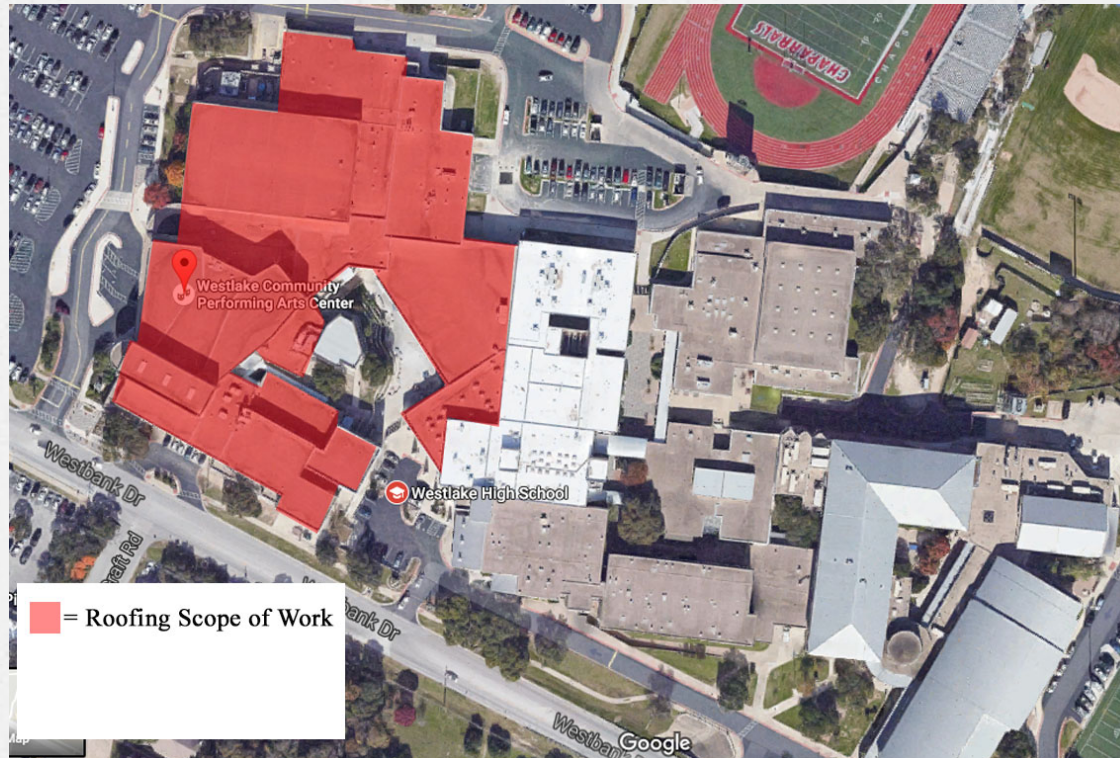 CHAPARRALS
Westlake Community
Performing Arts Center
Westbank Dr
Westlake High School
= Roofing Scope of Work
Westbank Dr
Google